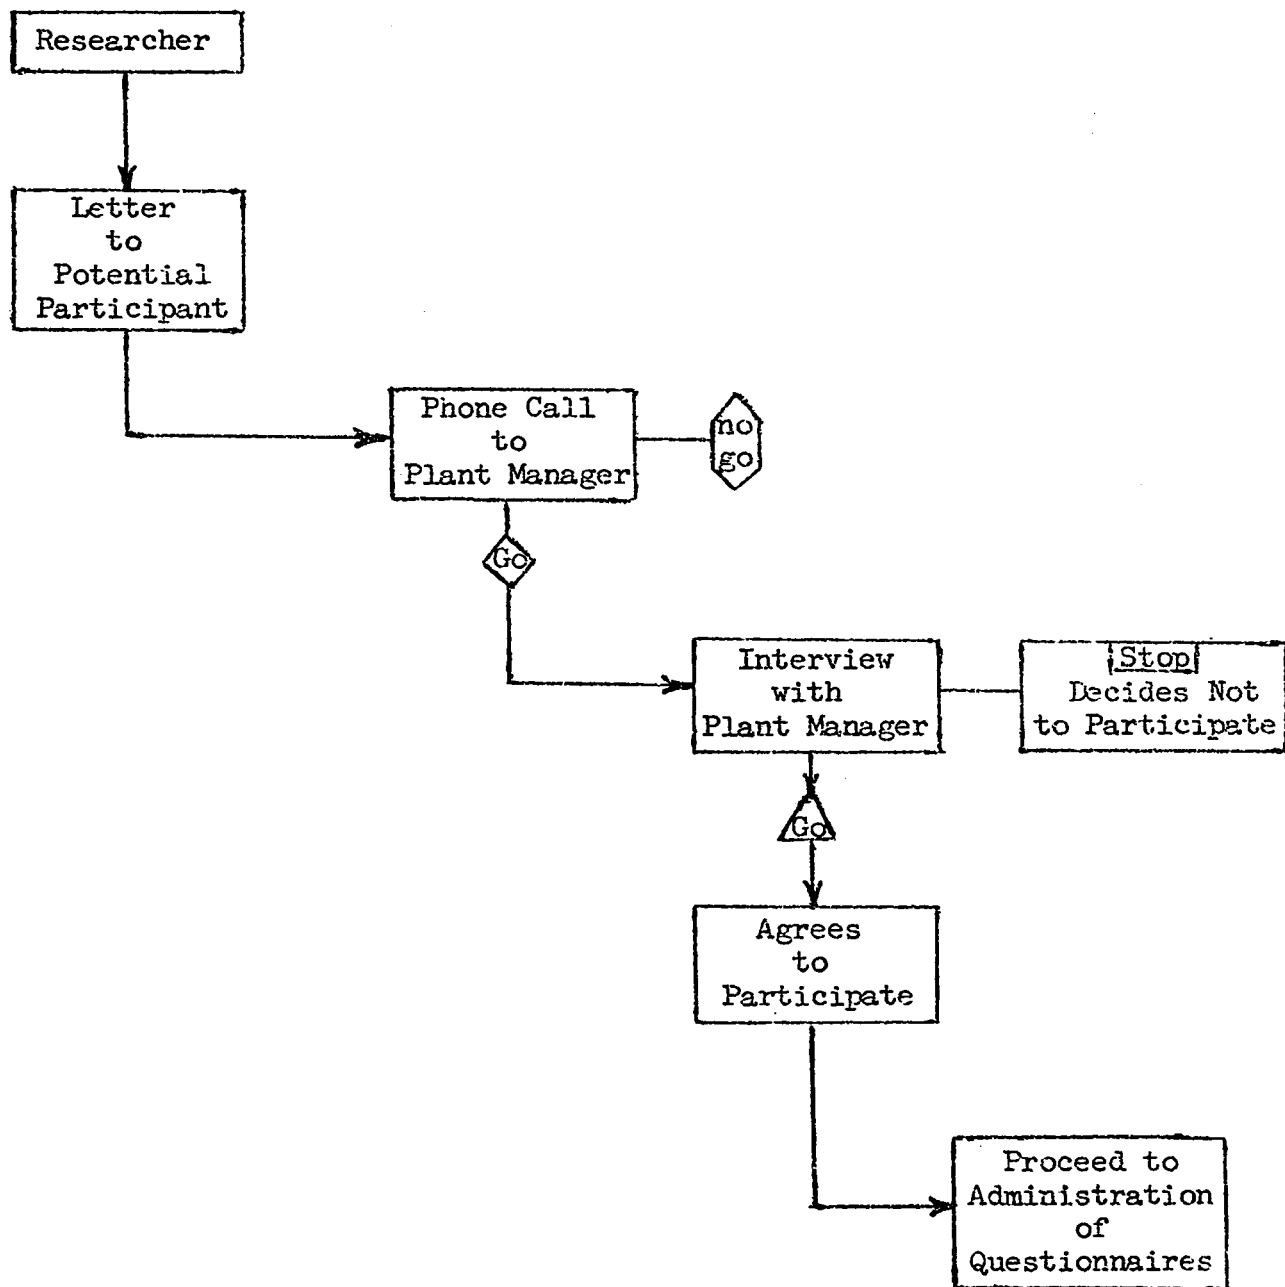 Researcher
Letter
to
Potential
Participant
Phone Call
to
Plant Manager
no
go
Go
Interview
with
Plant Manager
Stop
Decides Not
to Participate
Go
Agrees
to
Participate
Proceed to
Administration
of
Questionnaires